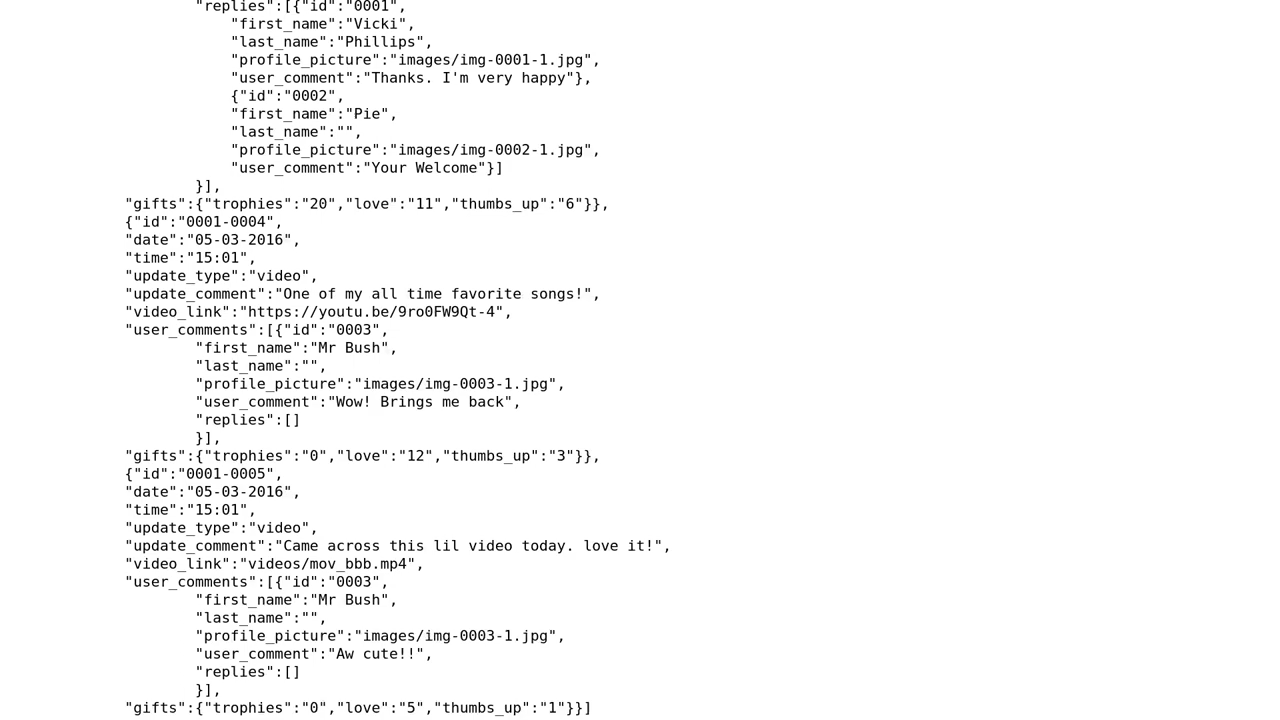 "replies":[{"id":"0001",
"first_name":"Vicki",
"last_name":"Phillips",
"profile_picture":"images/img-0001-1.jpg",
"user_comment":"Thanks. I'm very happy"},
{"id":"0002",
"first_name":"Pie",
"last_name":"",
"profile_picture":"images/img-0002-1.jpg",
"user_comment":"Your Welcome"}]
}],
"gifts":{"trophies":"20","love":"11","thumbs_up":"6"}},
{"id":"0001-0004",
"date":"05-03-2016",
"time":"15:01",
"update_type":"video",
"update_comment":"One of my all time favorite songs!",
"video_link":"https://youtu.be/9ro0FW9Qt-4",
"user_comments":[{"id":"0003",
"first_name":"Mr Bush",
"last_name":"",
"profile_picture":"images/img-0003-1.jpg",
"user_comment":"Wow! Brings me back",
"replies":[]
}],
"gifts":{"trophies":"0","love":"12","thumbs_up":"3"}},
{"id":"0001-0005",
"date":"05-03-2016",
"time":"15:01",
"update_type":"video",
"update_comment":"Came across this lil video today. love it!",
"video_link":"videos/mov_bbb.mp4",
"user_comments":[{"id":"0003",
"first_name":"Mr Bush",
"last_name":"",
"profile_picture":"images/img-0003-1.jpg",
"user_comment":"Aw cute!!",
"replies":[]
}],
"gifts":{"trophies":"0","love":"5","thumbs_up":"1"}}]